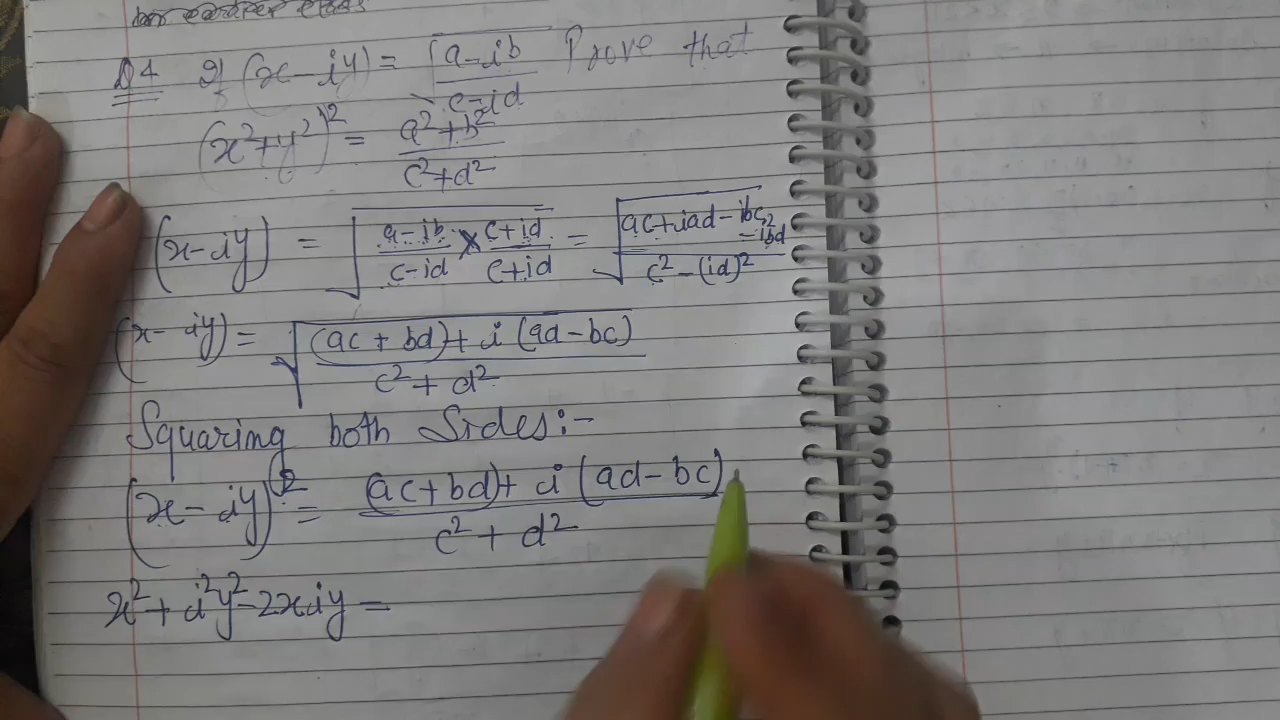 Q4 If (x-iy) = √(a-ib / c-id) Prove that
(x²+y²)² = a²+b² / c²+d²
(x-iy) = √(a-ib / c-id × c+id / c+id) = √(ac+iad-ibc-i²bd / c²-(id)²)
(x-iy) = √((ac+bd)+i(ad-bc) / c²+d²)
Squaring both Sides:-
(x-iy)² = (ac+bd)+i(ad-bc) / c²+d²
x²+i²y²-2xiy =